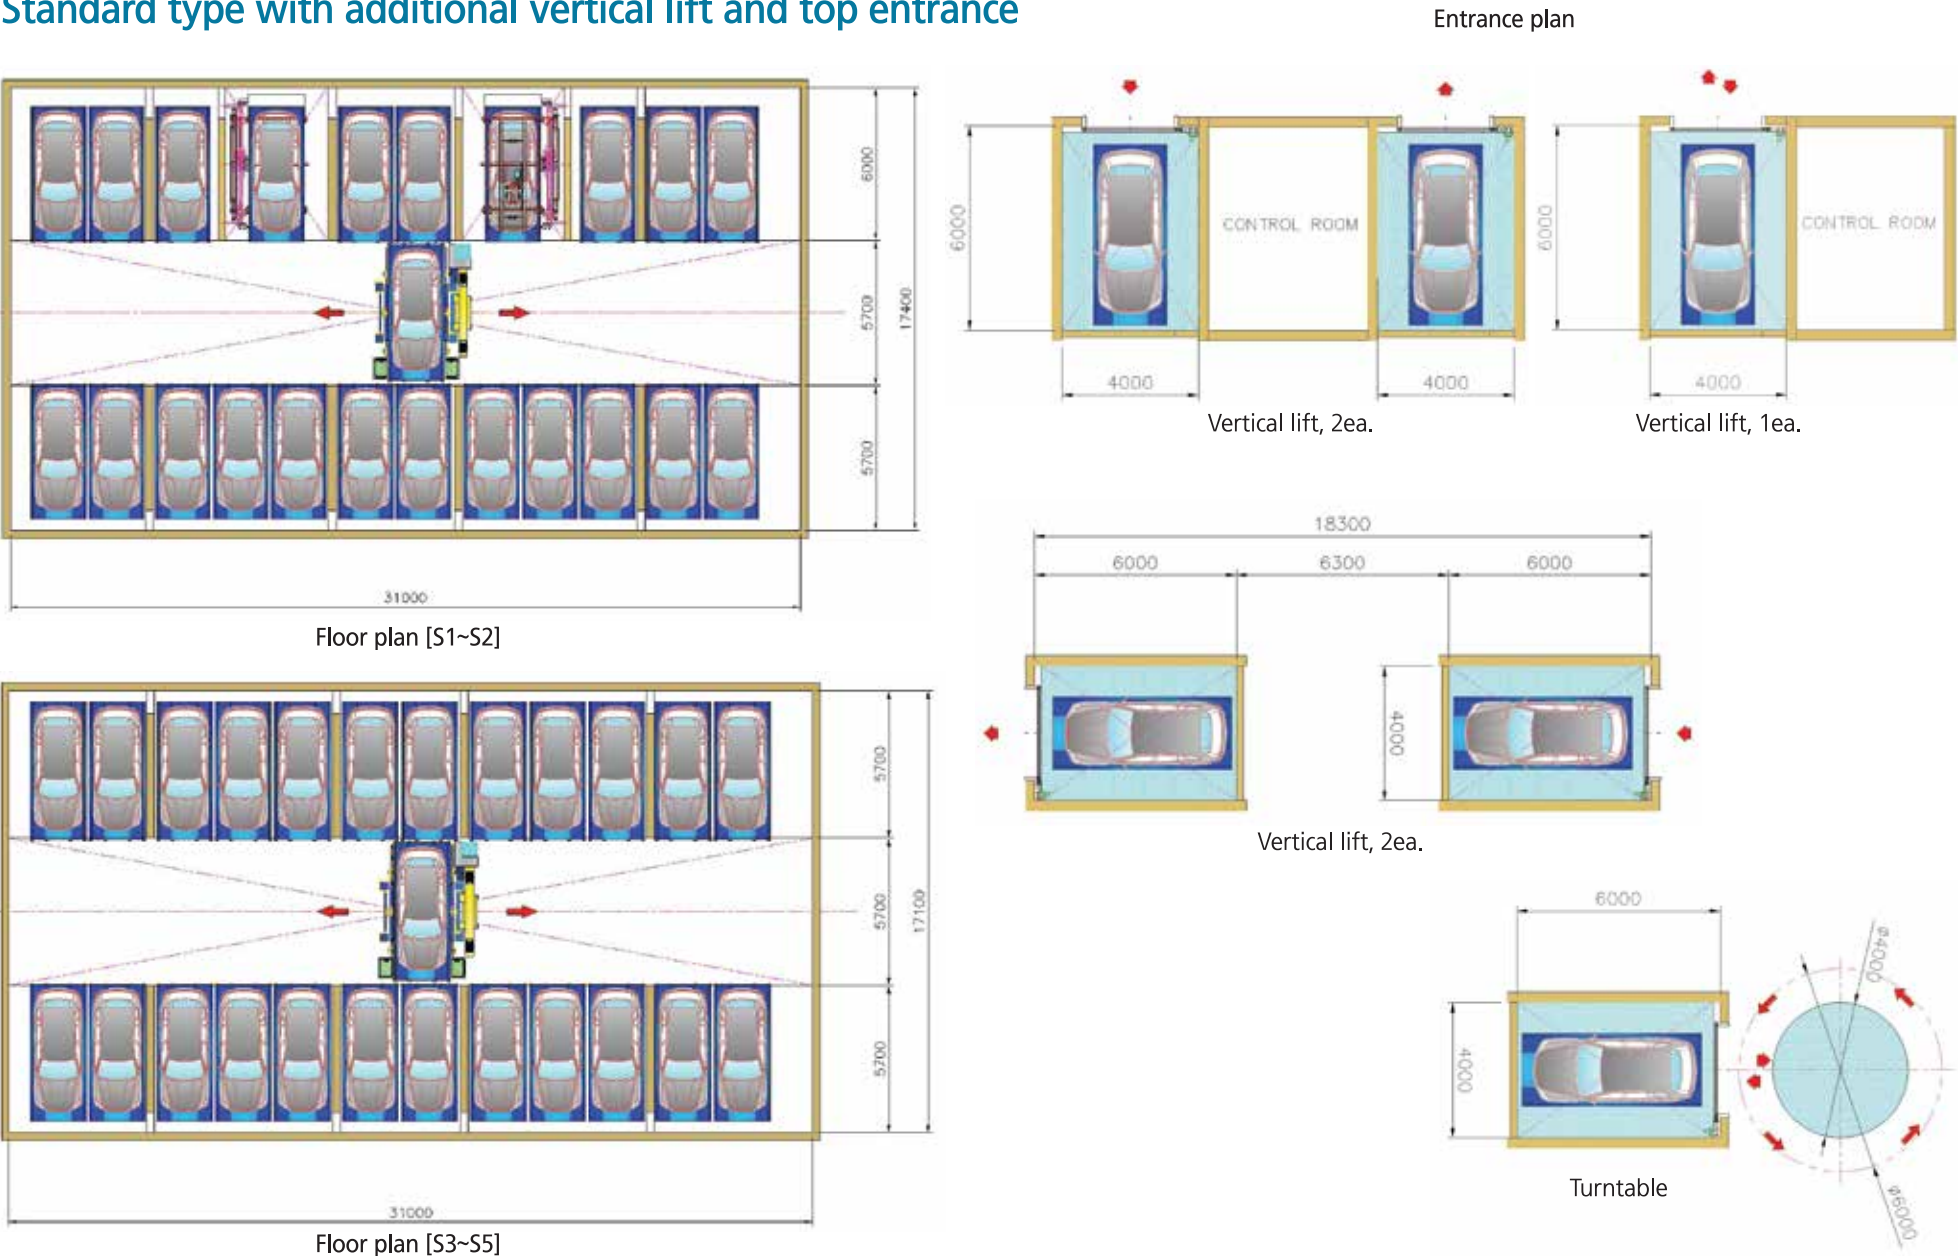 Standard type with additional vertical lift and top entrance
Entrance plan
6000
5700
17400
5700
31000
Floor plan [S1~S2]
6000
CONTROL ROOM
4000
4000
Vertical lift, 2ea.
6000
CONTROL ROOM
4000
Vertical lift, 1ea.
18300
6000
6300
6000
4000
Vertical lift, 2ea.
5700
5700
17100
5700
31000
Floor plan [S3~S5]
6000
4000
ø4000
ø6000
Turntable